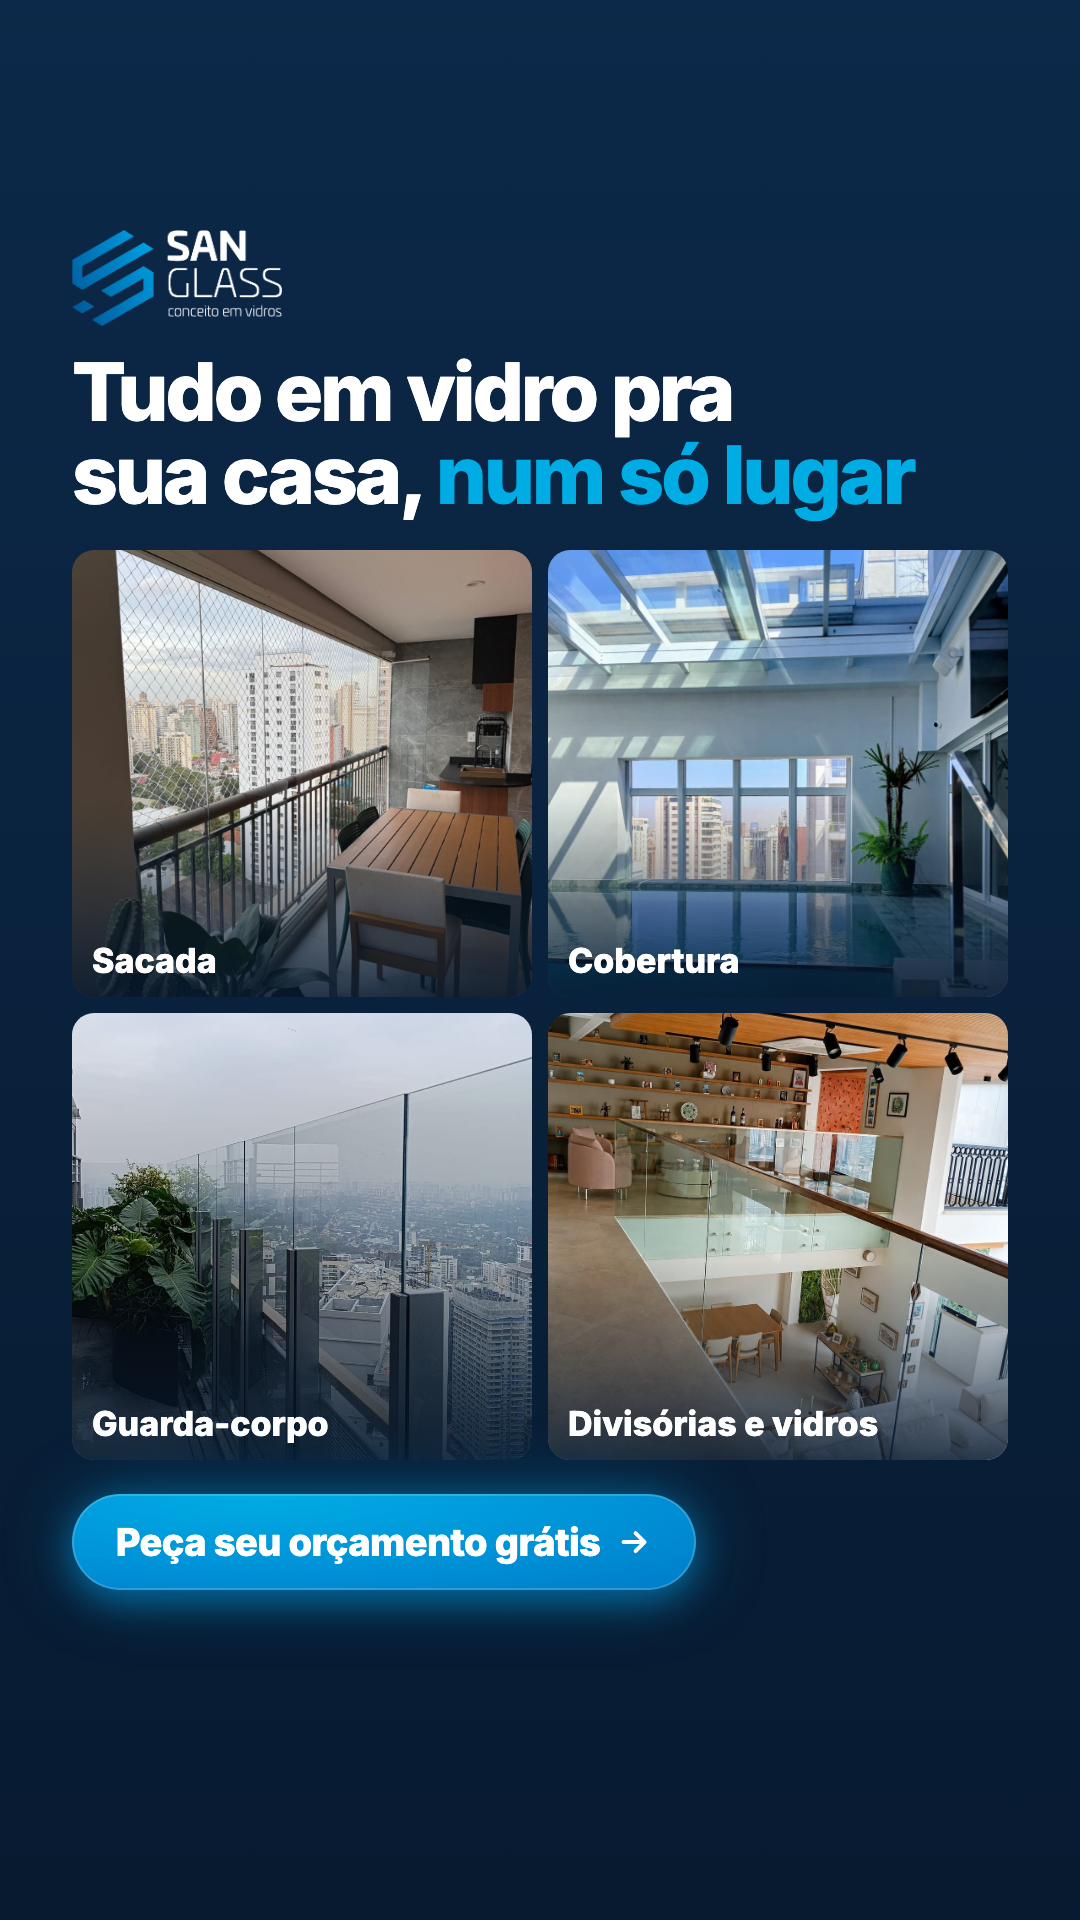 SAN
GLASS
conceito em vidros
Tudo em vidro pra
sua casa, num só lugar
Sacada
Cobertura
Guarda-corpo
Divisórias e vidros
Peça seu orçamento grátis →